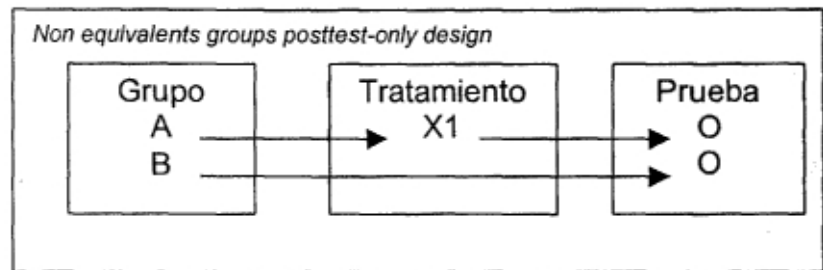 Non equivalents groups posttest-only design
Grupo Tratamiento Prueba
A X1 O
B O